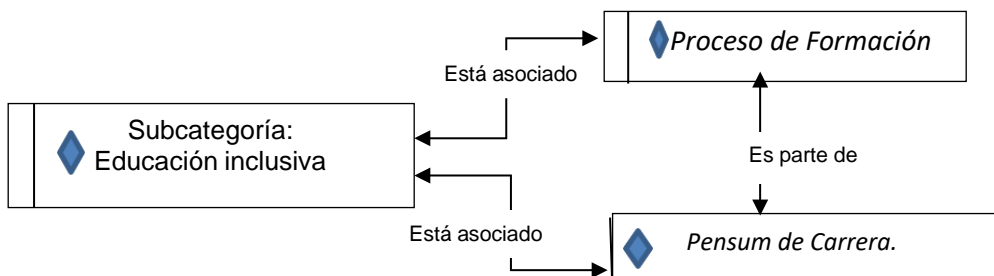 Proceso de Formación
Está asociado
Subcategoría:
Educación inclusiva
Es parte de
Está asociado
Pensum de Carrera.